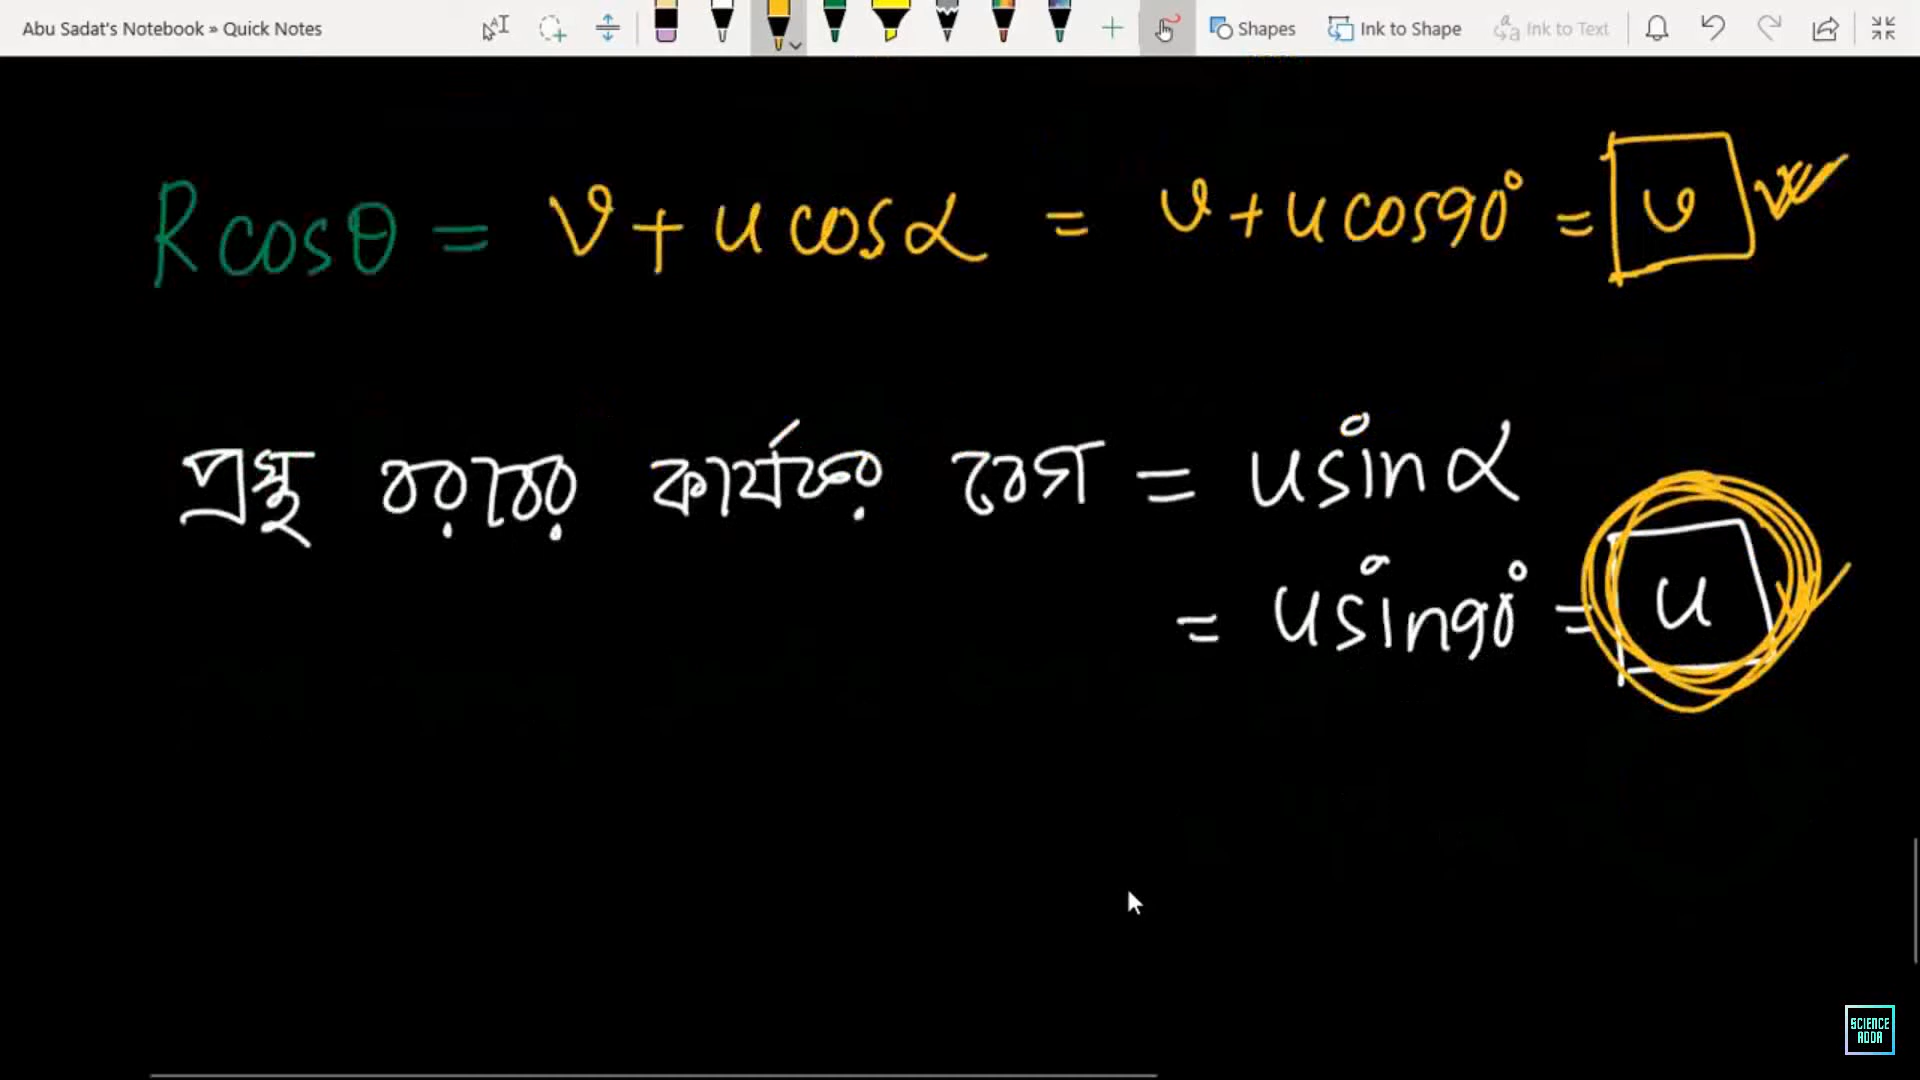 Abu Sadat's Notebook » Quick Notes
Shapes
Ink to Shape
Ink to Text
Rcosθ = v + u cosα = v + u cos90° = v
প্রস্থ বরাবর কার্যকর বেগ = u sinα
= u sin90° = u
SCIENCE
ADDA